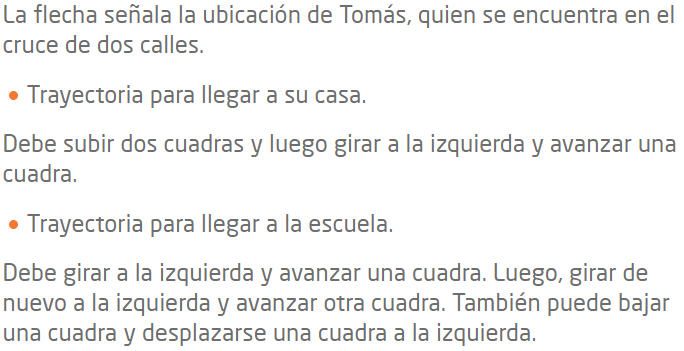 La flecha señala la ubicación de Tomás, quien se encuentra en el
cruce de dos calles.
• Trayectoria para llegar a su casa.
Debe subir dos cuadras y luego girar a la izquierda y avanzar una
cuadra.
• Trayectoria para llegar a la escuela.
Debe girar a la izquierda y avanzar una cuadra. Luego, girar de
nuevo a la izquierda y avanzar otra cuadra. También puede bajar
una cuadra y desplazarse una cuadra a la izquierda.